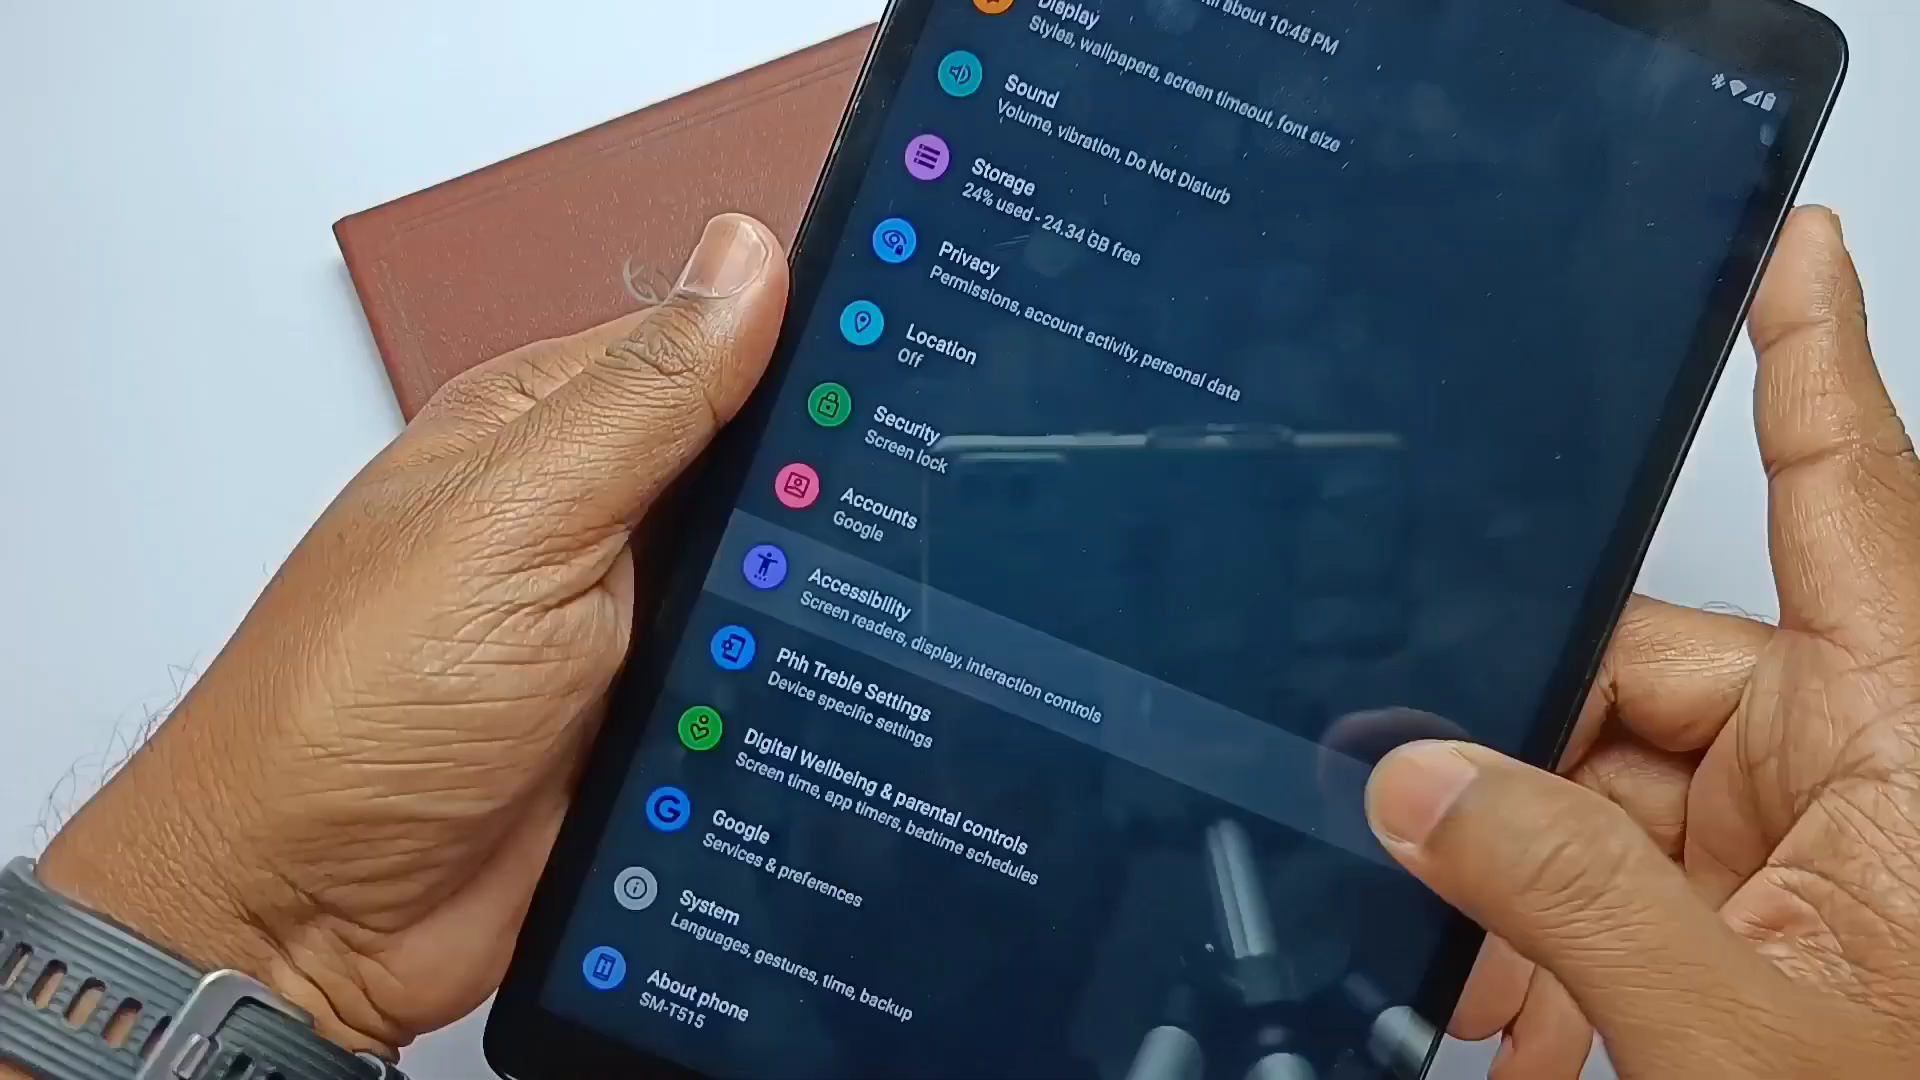 about 10:45 PM
Display
Styles, wallpapers, screen timeout, font size
Sound
Volume, vibration, Do Not Disturb
Storage
24% used - 24.34 GB free
Privacy
Permissions, account activity, personal data
Location
Off
Security
Screen lock
Accounts
Google
Accessibility
Screen readers, display, interaction controls
Phh Treble Settings
Device specific settings
Digital Wellbeing & parental controls
Screen time, app timers, bedtime schedules
Google
Services & preferences
System
Languages, gestures, time, backup
About phone
SM-T515